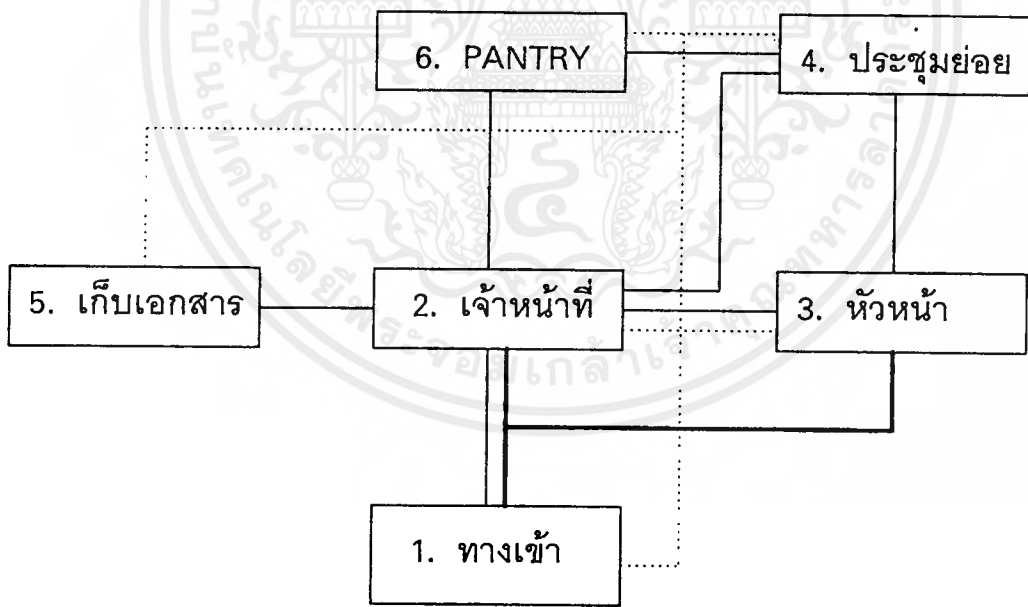 6. PANTRY
4. ประชุมย่อย
5. เก็บเอกสาร
2. เจ้าหน้าที่
3. หัวหน้า
1. ทางเข้า